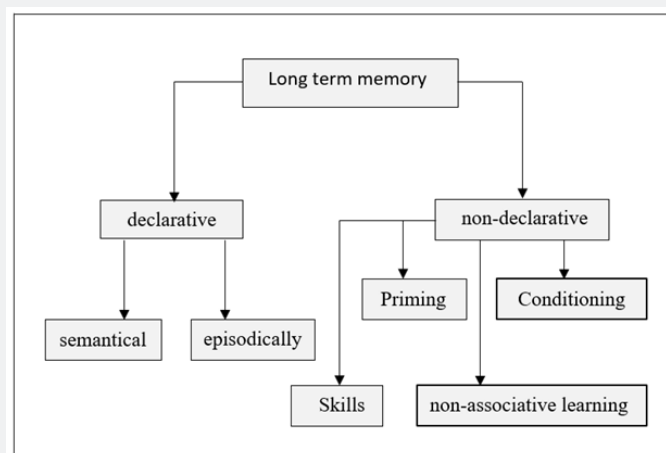 Long term memory
declarative
non-declarative
Priming
Conditioning
semantical
episodically
Skills
non-associative learning